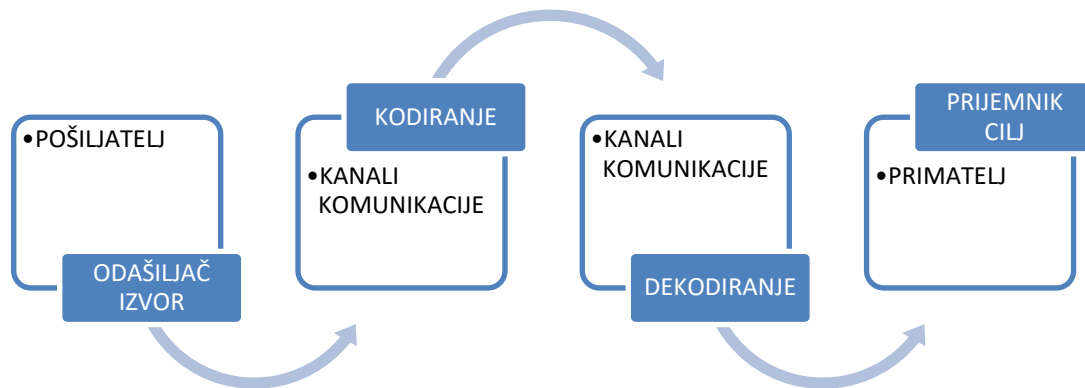 •POŠILJATELJ
ODAŠILJAČ
IZVOR
KODIRANJE
•KANALI
KOMUNIKACIJE
•KANALI
KOMUNIKACIJE
DEKODIRANJE
PRIJEMNIK
CILJ
•PRIMATELJ